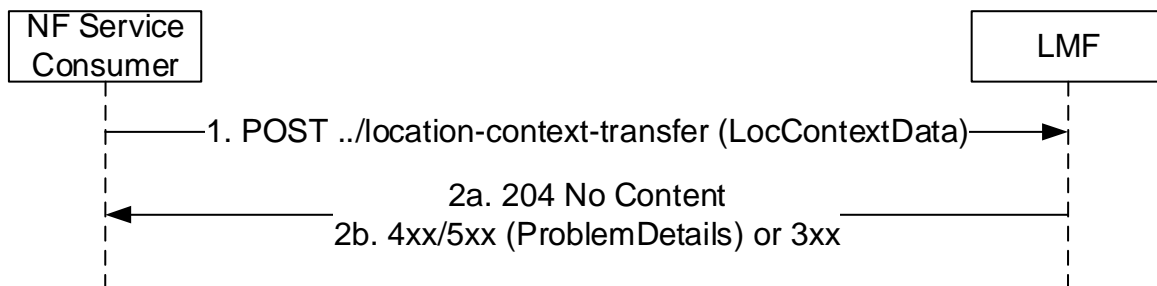 NF Service
Consumer
LMF
1. POST ../location-context-transfer (LocContextData)
2a. 204 No Content
2b. 4xx/5xx (ProblemDetails) or 3xx